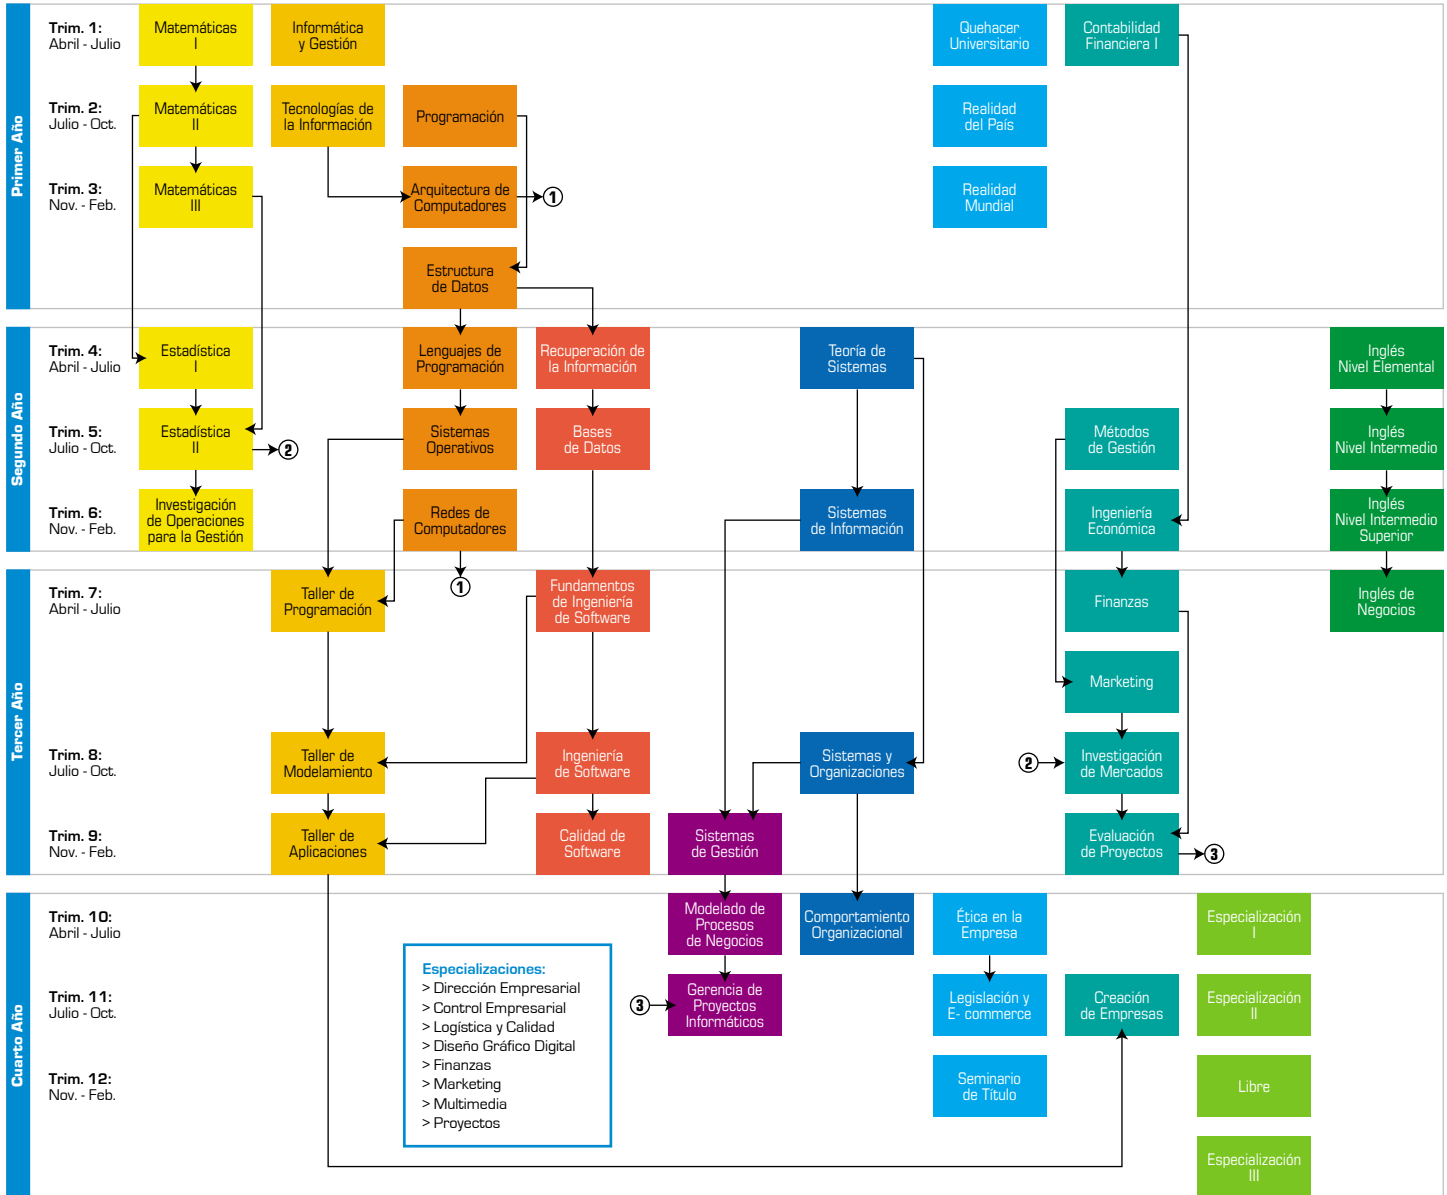 Primer Año
Trim. 1:
Abril - Julio
Matemáticas
I
Informática
y Gestión
Quehacer
Universitario
Contabilidad
Financiera I
Trim. 2:
Julio - Oct.
Matemáticas
II
Tecnologías de
la Información
Programación
Realidad
del País
Trim. 3:
Nov. - Feb.
Matemáticas
III
Arquitectura de
Computadores
1
Realidad
Mundial
Estructura
de Datos
Segundo Año
Trim. 4:
Abril - Julio
Estadística
I
Lenguajes de
Programación
Recuperación de
la Información
Teoría de
Sistemas
Inglés
Nivel Elemental
Trim. 5:
Julio - Oct.
Estadística
II
2
Sistemas
Operativos
Bases
de Datos
Métodos
de Gestión
Inglés
Nivel Intermedio
Trim. 6:
Nov. - Feb.
Investigación
de Operaciones
para la Gestión
Redes de
Computadores
Sistemas
de Información
Ingeniería
Económica
Inglés
Nivel Intermedio
Superior
Tercer Año
Trim. 7:
Abril - Julio
Taller de
Programación
1
Fundamentos
de Ingeniería
de Software
Finanzas
Inglés de
Negocios
Marketing
Trim. 8:
Julio - Oct.
Taller de
Modelamiento
Ingeniería
de Software
Sistemas y
Organizaciones
2
Investigación
de Mercados
Trim. 9:
Nov. - Feb.
Taller de
Aplicaciones
Calidad de
Software
Sistemas
de Gestión
Evaluación
de Proyectos
3
Cuarto Año
Trim. 10:
Abril - Julio
Modelado de
Procesos
de Negocios
Comportamiento
Organizacional
Ética en la
Empresa
Especialización
I
Especializaciones:
> Dirección Empresarial
> Control Empresarial
> Logística y Calidad
> Diseño Gráfico Digital
> Finanzas
> Marketing
> Multimedia
> Proyectos
Trim. 11:
Julio - Oct.
3
Gerencia de
Proyectos
Informáticos
Legislación y
E- commerce
Creación
de Empresas
Especialización
II
Trim. 12:
Nov. - Feb.
Seminario
de Título
Libre
Especialización
III